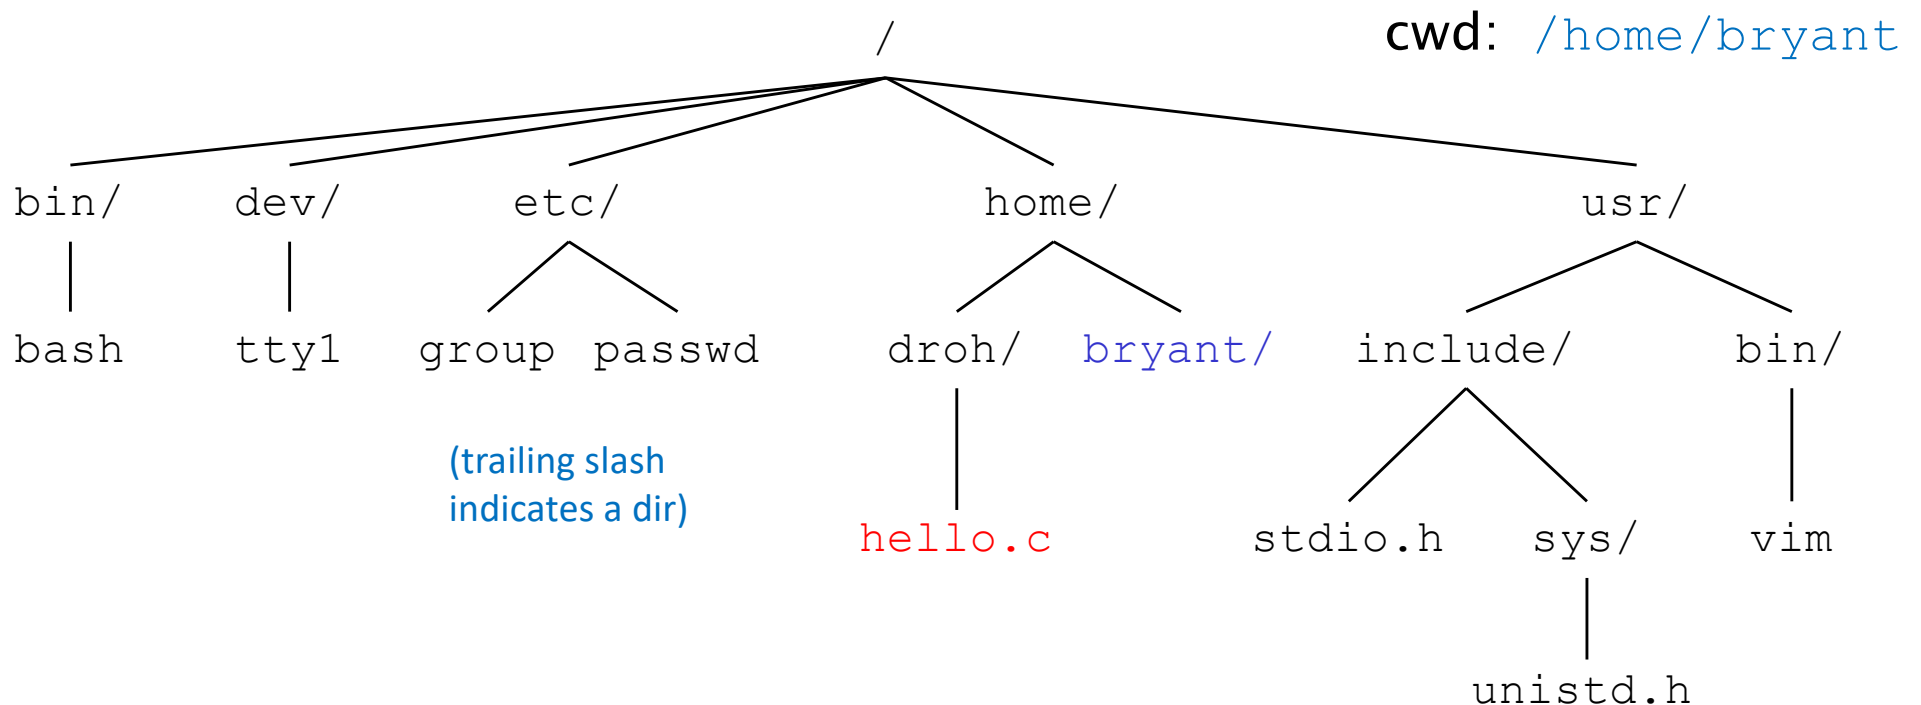 /
cwd: /home/bryant
bin/ dev/ etc/ home/ usr/
bash tty1 group passwd droh/ bryant/ include/ bin/
(trailing slash
indicates a dir)
hello.c stdio.h sys/ vim
unistd.h